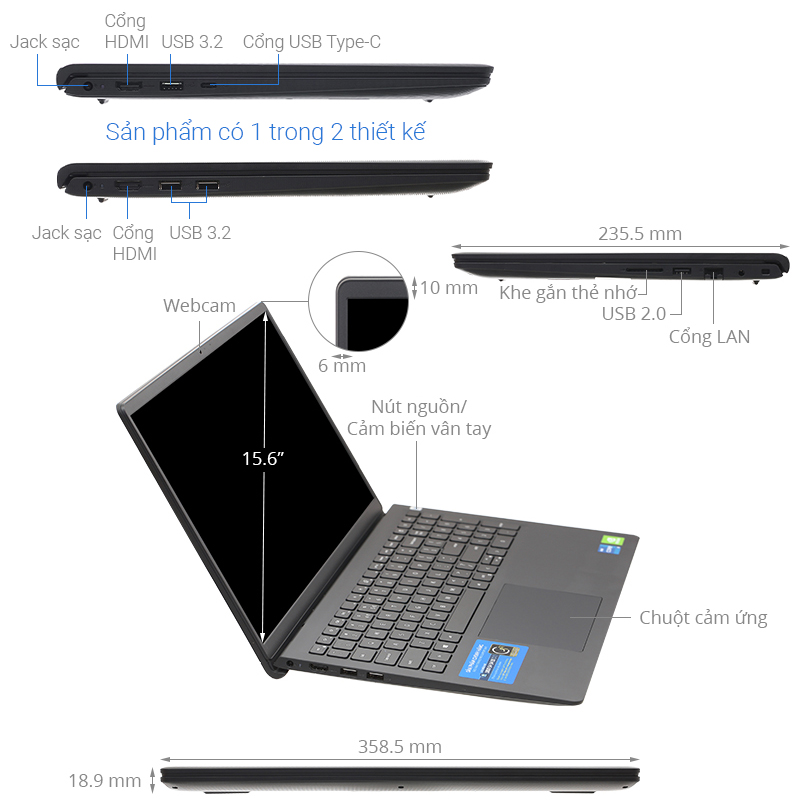 Cổng
Jack sạc
HDMI
USB 3.2
Cổng USB Type-C
Sản phẩm có 1 trong 2 thiết kế
Jack sạc
Cổng
HDMI
USB 3.2
235.5 mm
Khe gắn thẻ nhớ
USB 2.0
Cổng LAN
10 mm
6 mm
Webcam
Nút nguồn/
Cảm biến vân tay
15.6”
Chuột cảm ứng
358.5 mm
18.9 mm